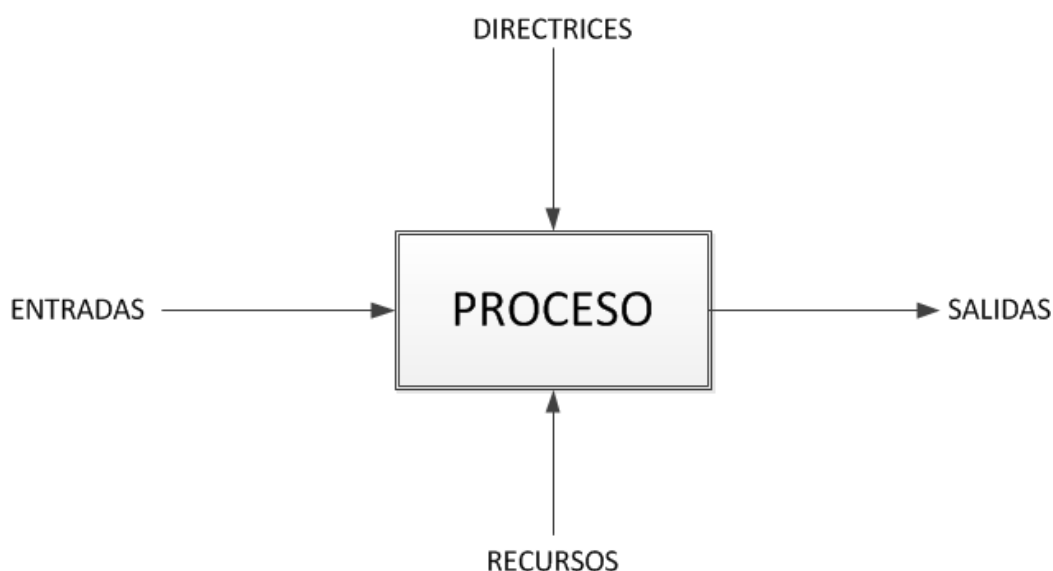 DIRECTRICES
ENTRADAS
PROCESO
SALIDAS
RECURSOS